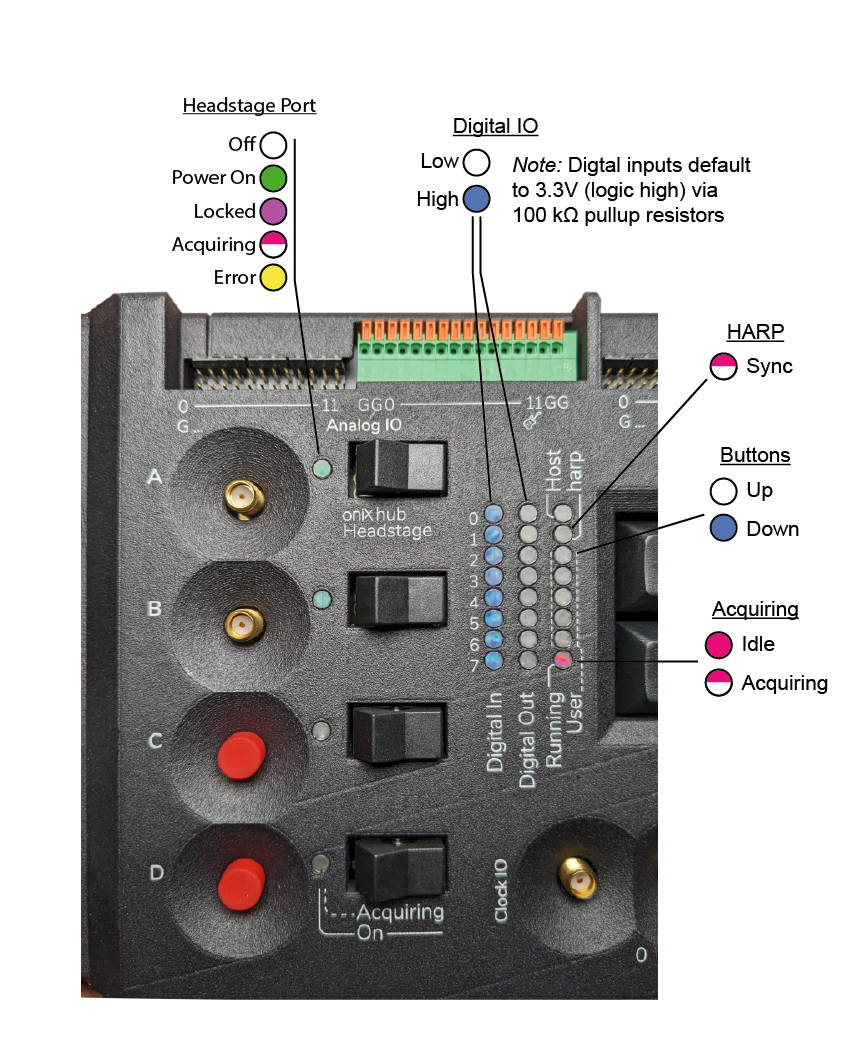 Headstage Port
Off
Power On
Locked
Acquiring
Error
Digital IO
Low
High
Note: Digtal inputs default
to 3.3V (logic high) via
100 kΩ pullup resistors
HARP
Sync
Buttons
Up
Down
Acquiring
Idle
Acquiring
0 11 GG0 11GG 0
G... G...
Analog IO
A
onix hub
Headstage
Host
harp
B
0
1
2
3
4
5
6
7
Digital In
Digital Out
Running
User
C
D
Acquiring
On
Clock IO
0